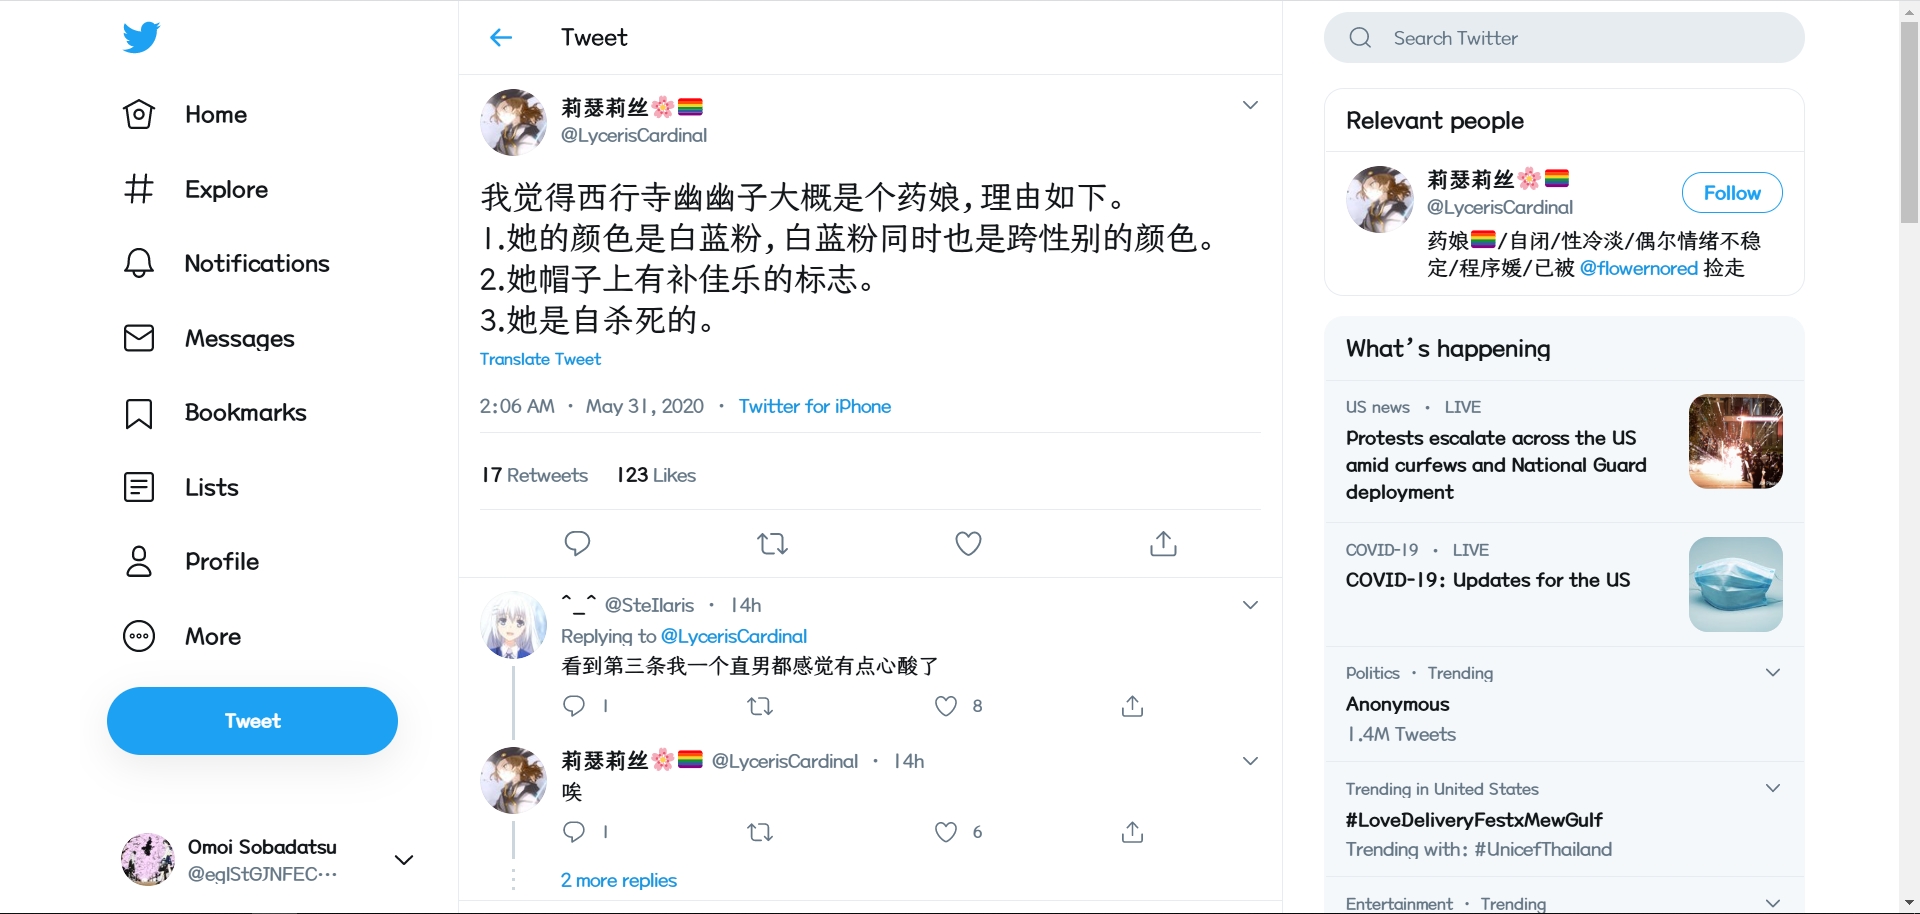 Home
Explore
Notifications
Messages
Bookmarks
Lists
Profile
More
Tweet
Omoi Sobadatsu
@eqlStGJNFEC…
Tweet
莉瑟莉丝🌸🏳️‍🌈
@LycerisCardinal
我觉得西行寺幽幽子大概是个药娘,理由如下。
1.她的颜色是白蓝粉,白蓝粉同时也是跨性别的颜色。
2.她帽子上有补佳乐的标志。
3.她是自杀死的。
Translate Tweet
2:06 AM · May 31, 2020 · Twitter for iPhone
17 Retweets 123 Likes
^_^ @SteIlaris · 14h
Replying to @LycerisCardinal
看到第三条我一个直男都感觉有点心酸了
1 8
莉瑟莉丝🌸🏳️‍🌈 @LycerisCardinal · 14h
唉
1 6
2 more replies
Search Twitter
Relevant people
莉瑟莉丝🌸🏳️‍🌈
@LycerisCardinal
Follow
药娘🏳️‍🌈/自闭/性冷淡/偶尔情绪不稳
定/程序媛/已被 @flowernored 捡走
What's happening
US news · LIVE
Protests escalate across the US
amid curfews and National Guard
deployment
COVID-19 · LIVE
COVID-19: Updates for the US
Politics · Trending
Anonymous
1.4M Tweets
Trending in United States
#LoveDeliveryFestxMewGulf
Trending with: #UnicefThailand
Entertainment · Trending